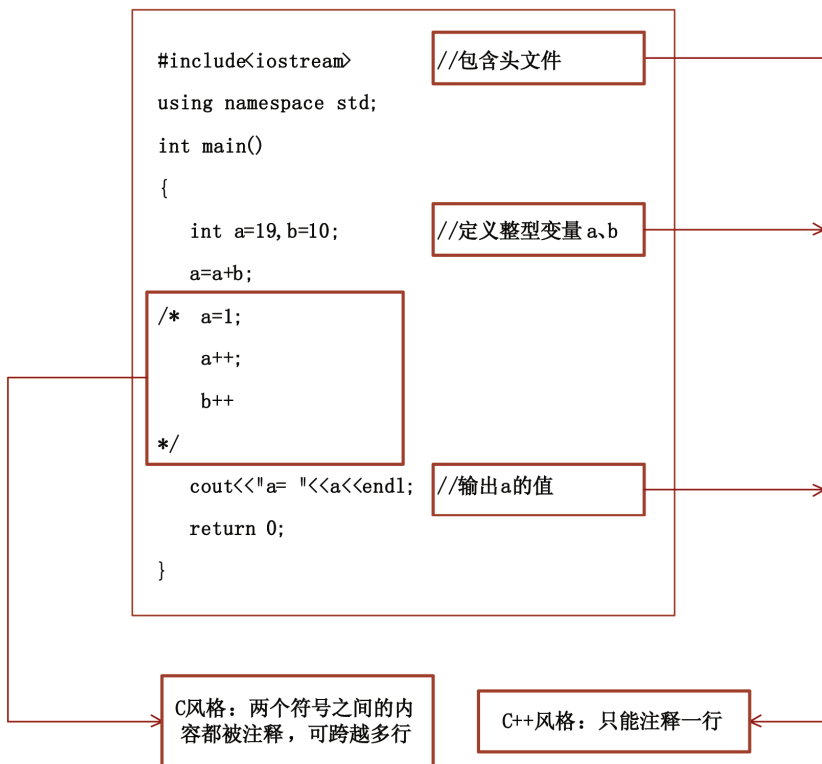 #include<iostream> //包含头文件
using namespace std;
int main()
{
int a=19,b=10; //定义整型变量 a、b
a=a+b;
/* a=1;
a++;
b++
*/
cout<<"a= "<<a<<endl; //输出a的值
return 0;
}
C风格：两个符号之间的内
容都被注释，可跨越多行
C++风格：只能注释一行